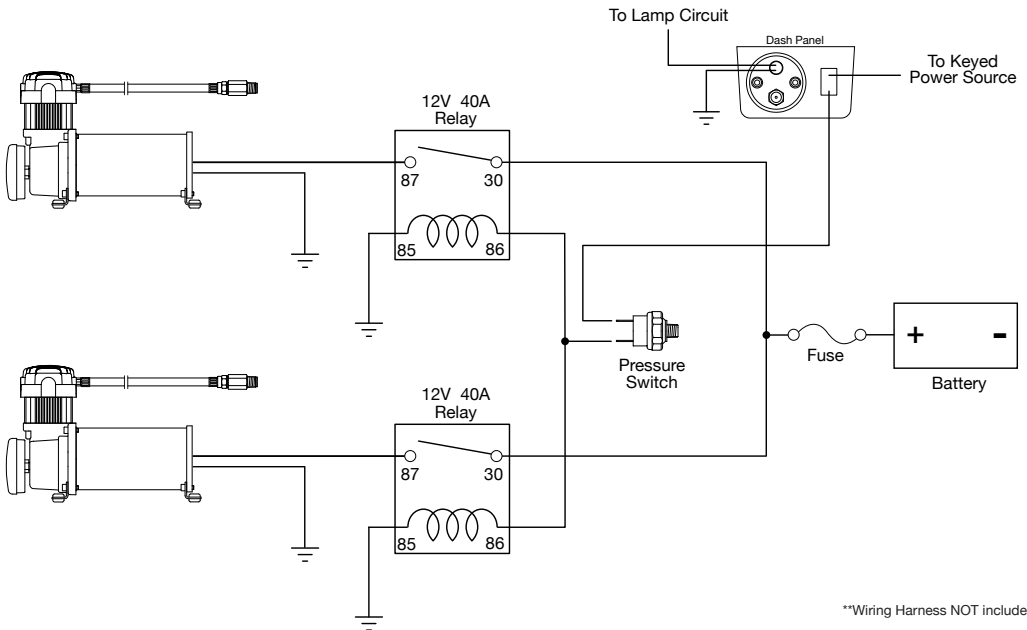 To Lamp Circuit
Dash Panel
To Keyed
Power Source
12V 40A
Relay
87
30
85
86
Pressure
Switch
Fuse
+
-
Battery
12V 40A
Relay
87
30
85
86
**Wiring Harness NOT include